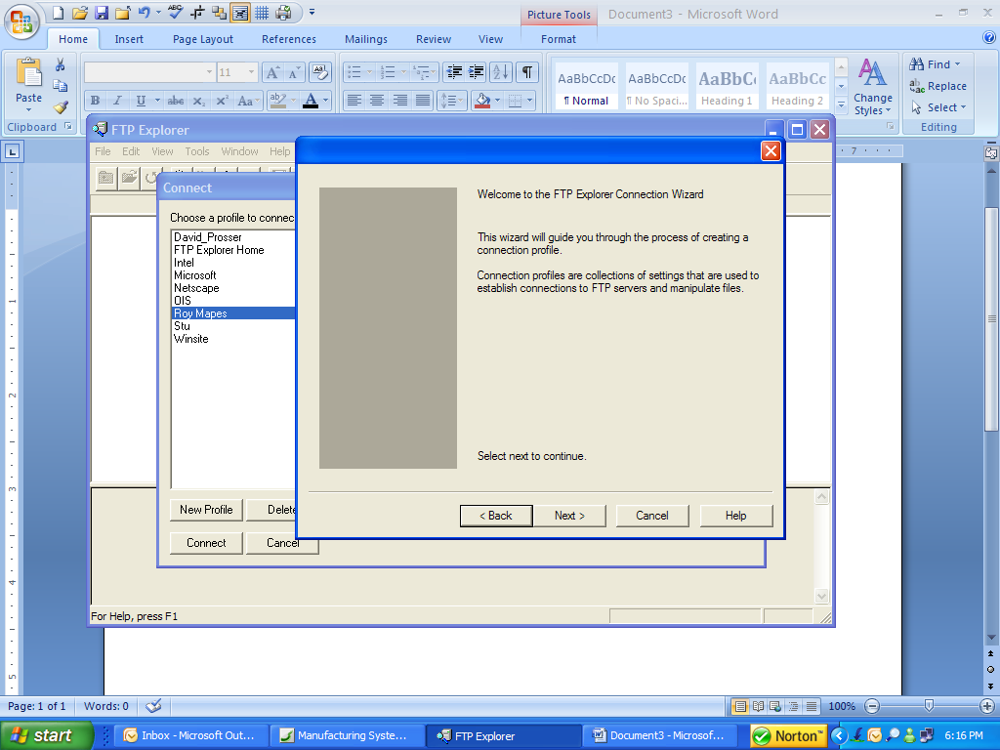 Picture Tools
Document3 - Microsoft Word
Home
Insert
Page Layout
References
Mailings
Review
View
Format
Paste
Clipboard
11
AaBbCcDc
¶ Normal
AaBbCcDc
¶ No Spaci...
AaBbCc
Heading 1
AaBbCc
Heading 2
Change
Styles
Find
Replace
Select
Editing
FTP Explorer
File
Edit
View
Tools
Window
Help
7
Connect
Choose a profile to connec
David_Prosser
FTP Explorer Home
Intel
Microsoft
Netscape
OIS
Roy Mapes
Stu
Winsite
New Profile
Delete
Connect
Cancel
Welcome to the FTP Explorer Connection Wizard
This wizard will guide you through the process of creating a
connection profile.
Connection profiles are collections of settings that are used to
establish connections to FTP servers and manipulate files.
Select next to continue.
< Back
Next >
Cancel
Help
1
2
3
4
5
For Help, press F1
Page: 1 of 1
Words: 0
100%
start
Inbox - Microsoft Out...
Manufacturing Syste...
FTP Explorer
Document3 - Microsof...
Norton™
6:16 PM